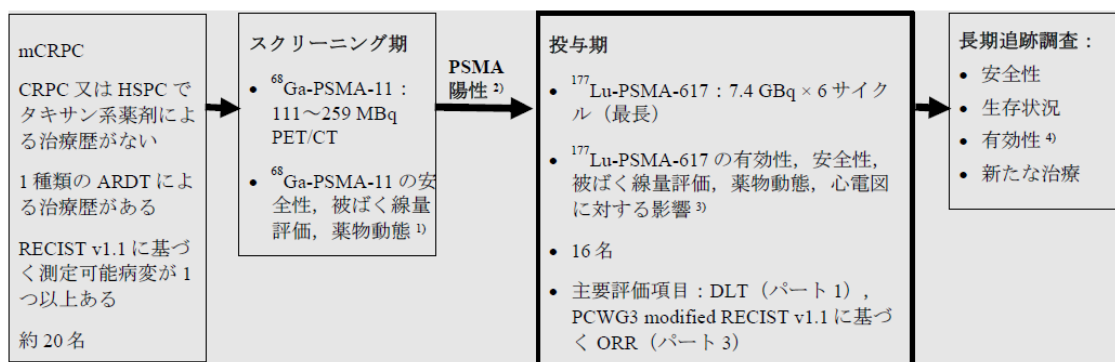 mCRPC
CRPC 又は HSPC で
タキサン系薬剤によ
る治療歴がない
1 種類の ARDT によ
る治療歴がある
RECIST v1.1 に基づ
く測定可能病変が 1
つ以上ある
約 20 名
スクリーニング期
• ⁶⁸Ga-PSMA-11：
111～259 MBq
PET/CT
• ⁶⁸Ga-PSMA-11 の安
全性，被ばく線量
評価，薬物動態 ¹⁾
PSMA
陽性 ²⁾
投与期
• ¹⁷⁷Lu-PSMA-617：7.4 GBq × 6 サイク
ル（最長）
• ¹⁷⁷Lu-PSMA-617 の有効性，安全性，
被ばく線量評価，薬物動態，心電図
に対する影響 ³⁾
• 16 名
• 主要評価項目：DLT（パート 1），
PCWG3 modified RECIST v1.1 に基づ
く ORR（パート 3）
長期追跡調査：
• 安全性
• 生存状況
• 有効性 ⁴⁾
• 新たな治療